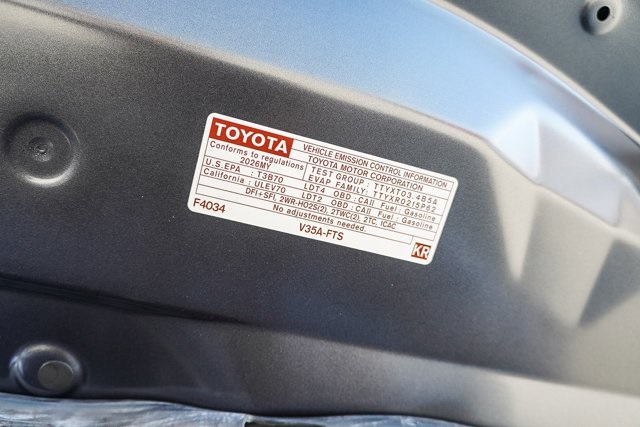 TOYOTA
VEHICLE EMISSION CONTROL INFORMATION
Conforms to regulations
TOYOTA MOTOR CORPORATION
2026MY
TEST GROUP : TTYXT03.4B5A
EVAP FAMILY: TTYXR0215P62
U.S.EPA : T3B70 LDT4 OBD : CAⅡ Fuel : Gasoline
California : ULEV70 LDT2 OBD : CAⅡ Fuel : Gasoline
DFI+SFI, 2WR-HO2S(2), 2TWC(2), 2TC, ICAC
No adjustments needed.
F4034
V35A-FTS
KR